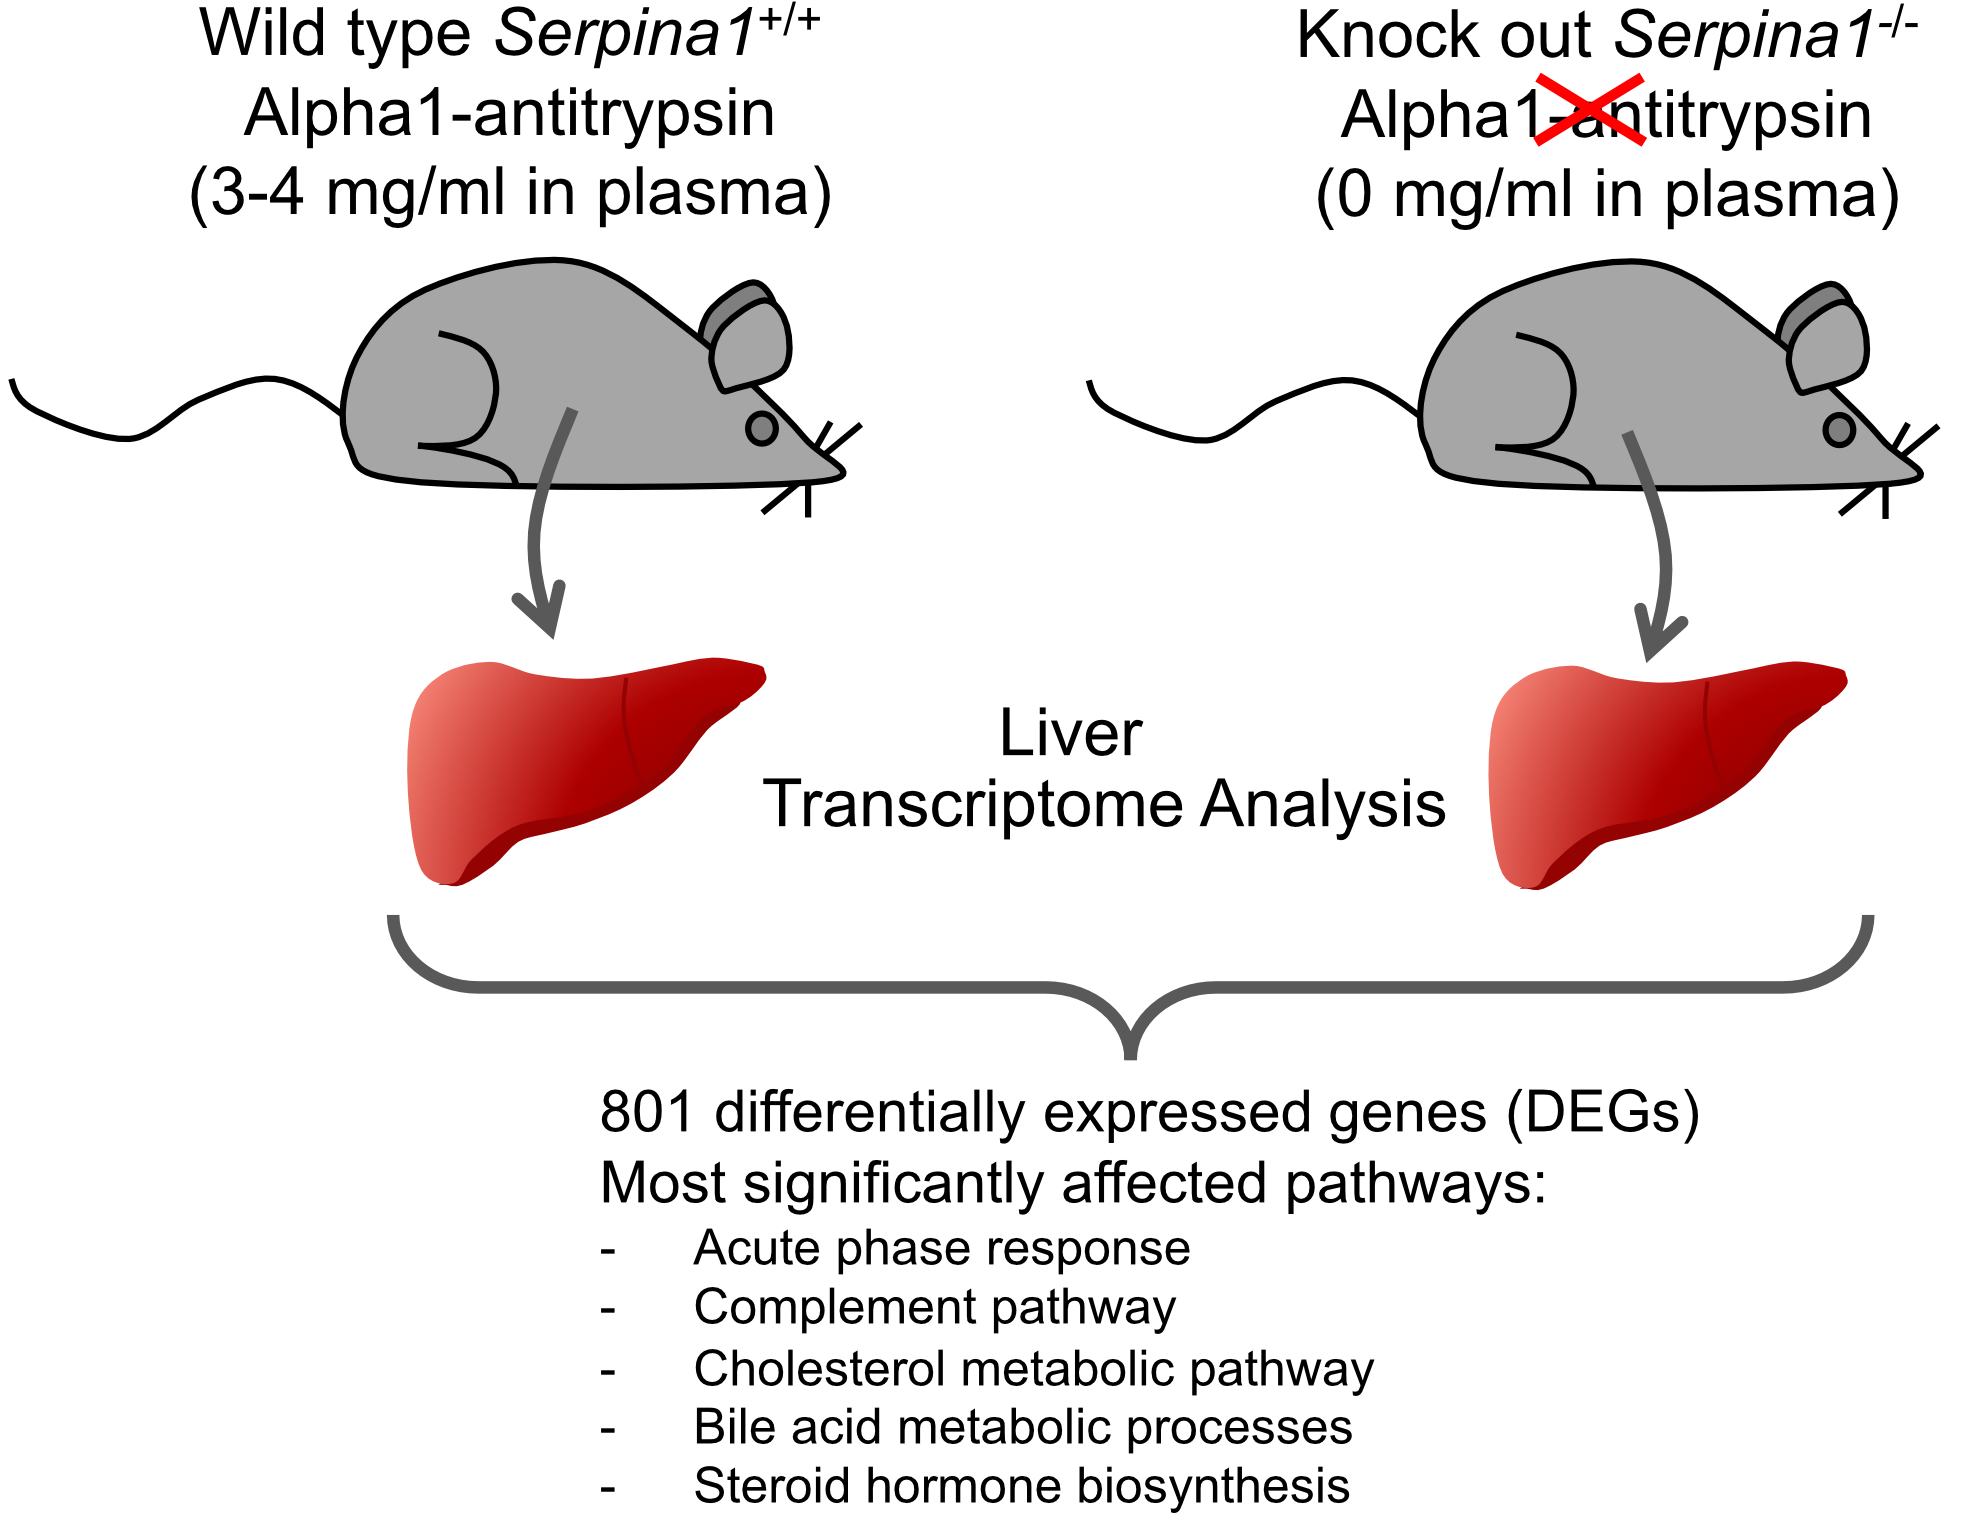 Wild type Serpina1+/+
Alpha1-antitrypsin
(3-4 mg/ml in plasma)
Knock out Serpina1-/-
Alpha1-antitrypsin
(0 mg/ml in plasma)
Liver
Transcriptome Analysis
801 differentially expressed genes (DEGs)
Most significantly affected pathways:
- Acute phase response
- Complement pathway
- Cholesterol metabolic pathway
- Bile acid metabolic processes
- Steroid hormone biosynthesis